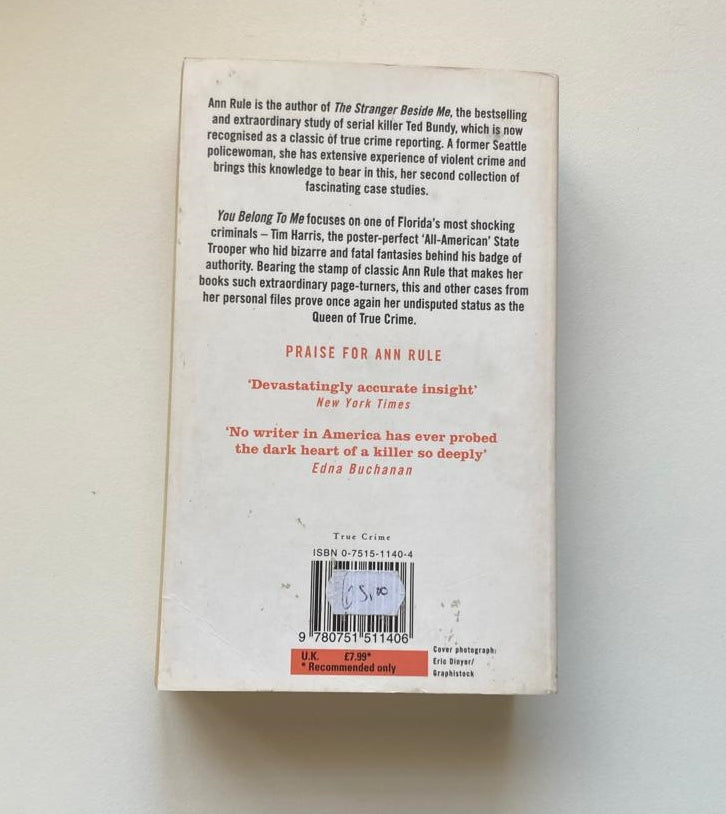 Ann Rule is the author of The Stranger Beside Me, the bestselling
and extraordinary study of serial killer Ted Bundy, which is now
recognised as a classic of true crime reporting. A former Seattle
policewoman, she has extensive experience of violent crime and
brings this knowledge to bear in this, her second collection of
fascinating case studies.
You Belong To Me focuses on one of Florida's most shocking
criminals – Tim Harris, the poster-perfect 'All-American' State
Trooper who hid bizarre and fatal fantasies behind his badge of
authority. Bearing the stamp of classic Ann Rule that makes her
books such extraordinary page-turners, this and other cases from
her personal files prove once again her undisputed status as the
Queen of True Crime.
PRAISE FOR ANN RULE
'Devastatingly accurate insight'
New York Times
'No writer in America has ever probed
the dark heart of a killer so deeply'
Edna Buchanan
True Crime
ISBN 0-7515-1140-4
5.00
9 780751 511406
U.K. £7.99*
* Recommended only
Cover photograph:
Eric Dinyer/
Graphistock